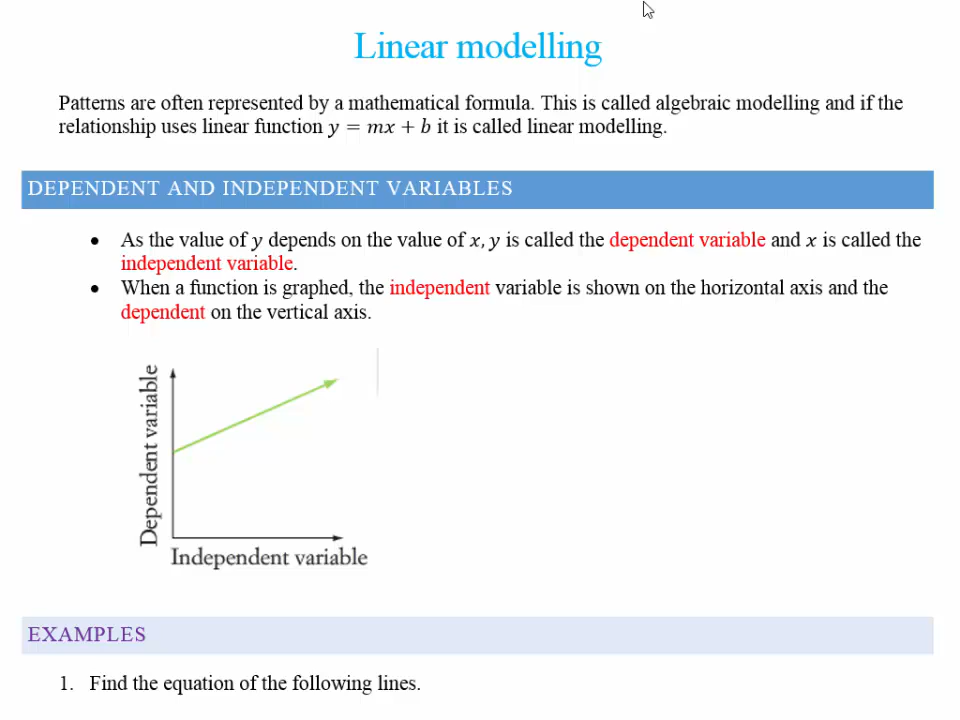 Linear modelling
Patterns are often represented by a mathematical formula. This is called algebraic modelling and if the
relationship uses linear function y = mx + b it is called linear modelling.
DEPENDENT AND INDEPENDENT VARIABLES
• As the value of y depends on the value of x, y is called the dependent variable and x is called the
independent variable.
• When a function is graphed, the independent variable is shown on the horizontal axis and the
dependent on the vertical axis.
Dependent variable
Independent variable
EXAMPLES
1. Find the equation of the following lines.